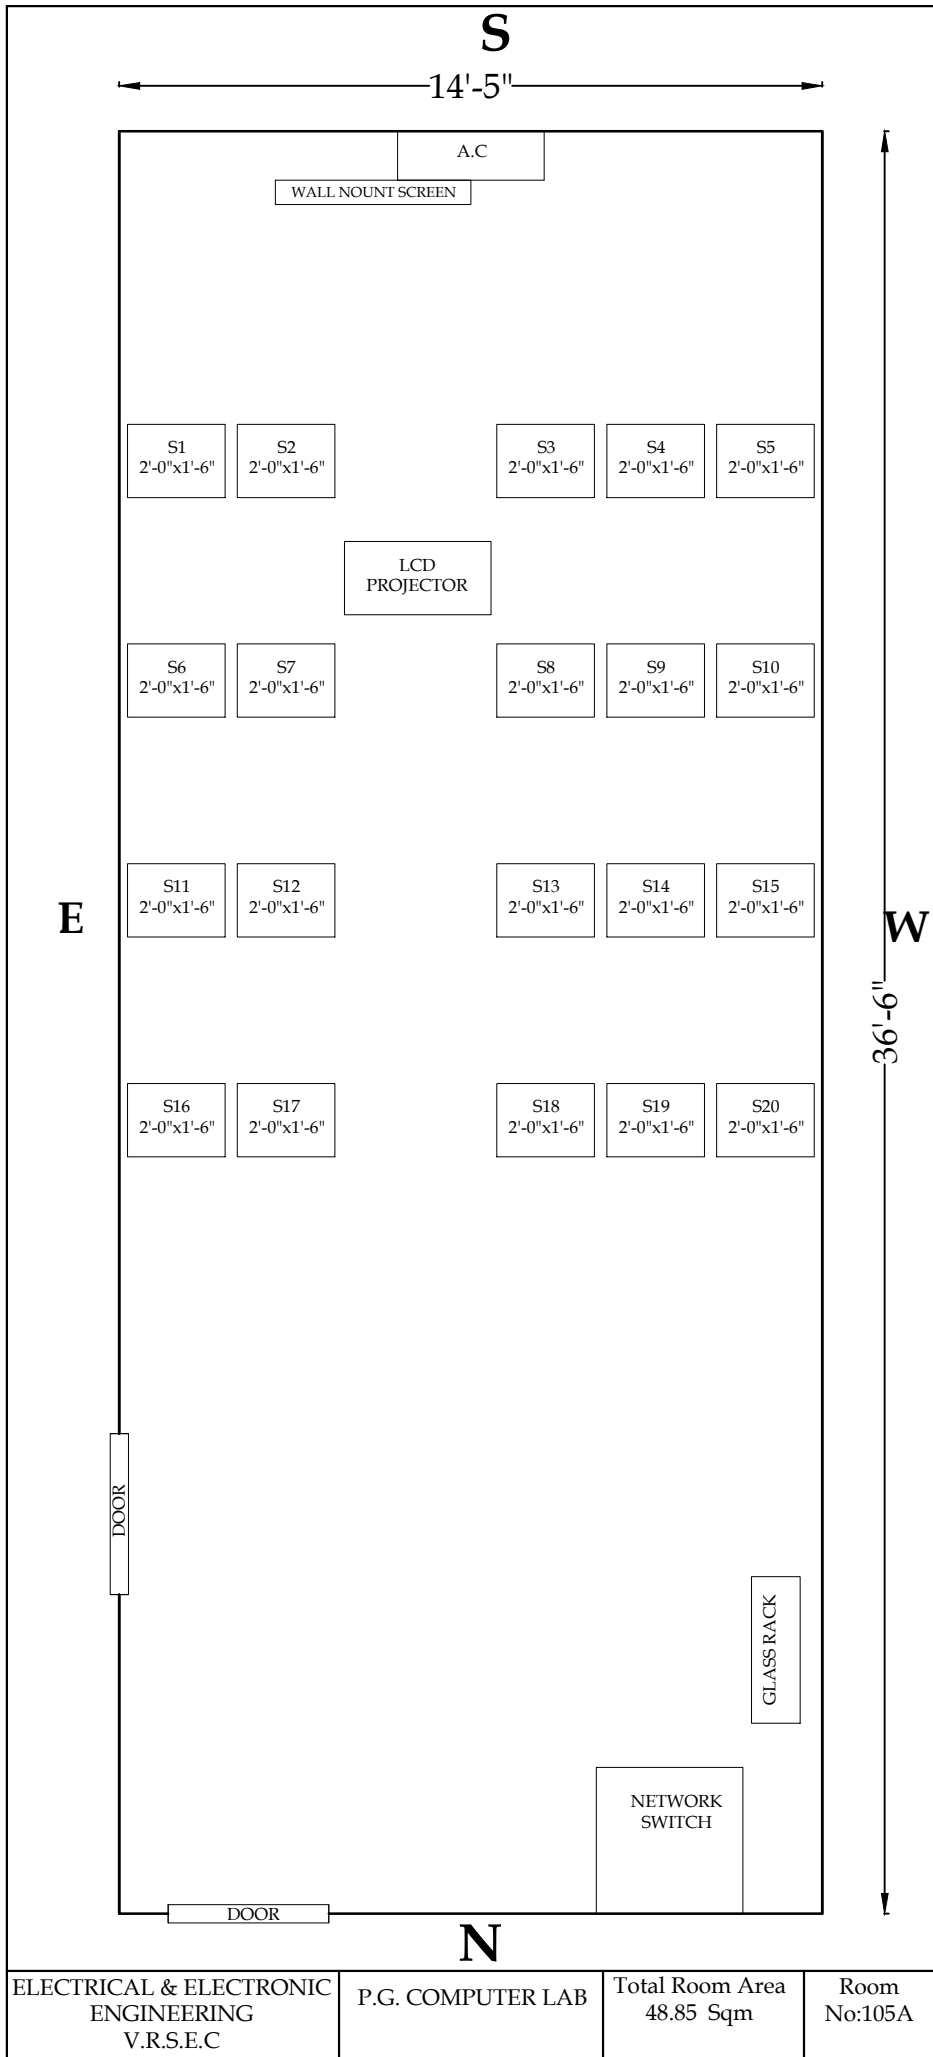 S
14'-5"
A.C
WALL NOUNT SCREEN
S1
2'-0"x1'-6"
S2
2'-0"x1'-6"
S3
2'-0"x1'-6"
S4
2'-0"x1'-6"
S5
2'-0"x1'-6"
LCD
PROJECTOR
S6
2'-0"x1'-6"
S7
2'-0"x1'-6"
S8
2'-0"x1'-6"
S9
2'-0"x1'-6"
S10
2'-0"x1'-6"
S11
2'-0"x1'-6"
S12
2'-0"x1'-6"
S13
2'-0"x1'-6"
S14
2'-0"x1'-6"
S15
2'-0"x1'-6"
E
W
36'-6"
S16
2'-0"x1'-6"
S17
2'-0"x1'-6"
S18
2'-0"x1'-6"
S19
2'-0"x1'-6"
S20
2'-0"x1'-6"
DOOR
GLASS RACK
NETWORK
SWITCH
DOOR
N
ELECTRICAL & ELECTRONIC
ENGINEERING
V.R.S.E.C
P.G. COMPUTER LAB
Total Room Area
48.85 Sqm
Room
No:105A